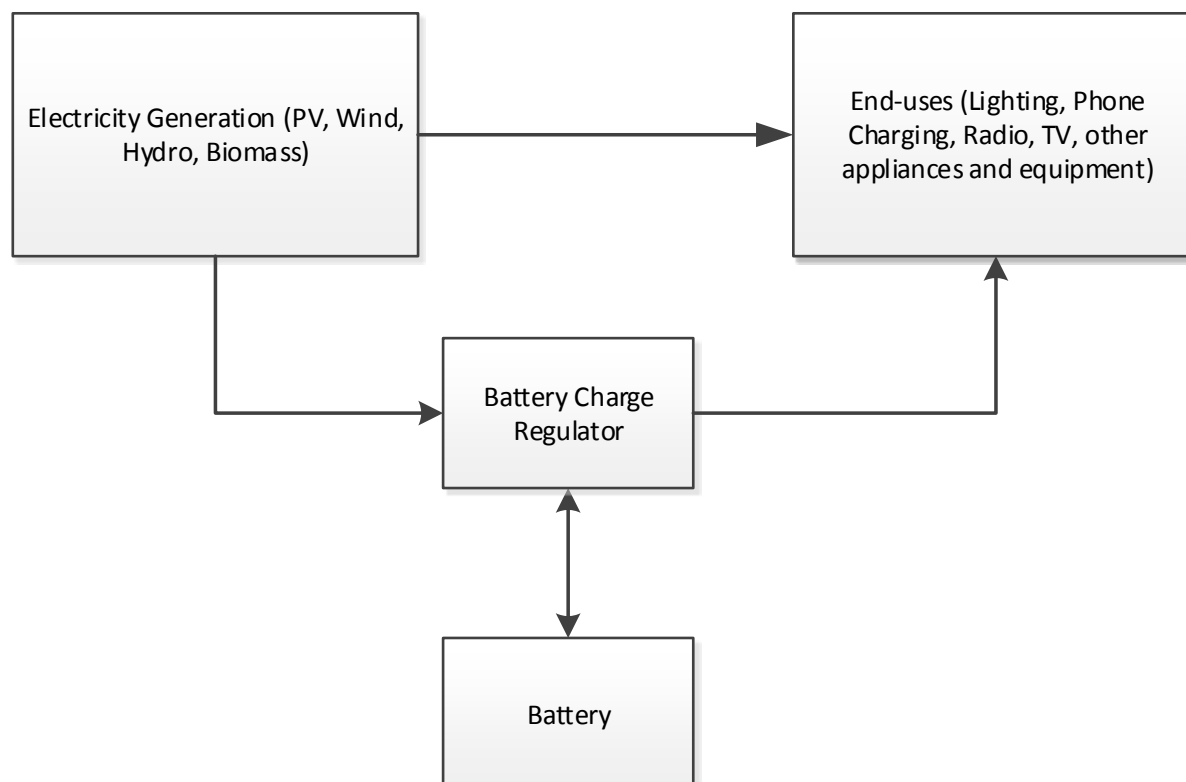 Electricity Generation (PV, Wind,
Hydro, Biomass)
End-uses (Lighting, Phone
Charging, Radio, TV, other
appliances and equipment)
Battery Charge
Regulator
Battery